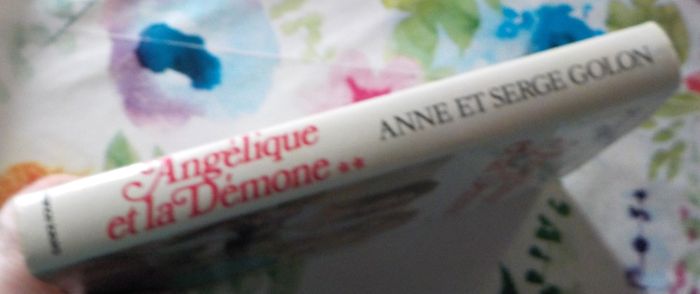 Angélique
et la Démone **
ANNE ET SERGE GOLON